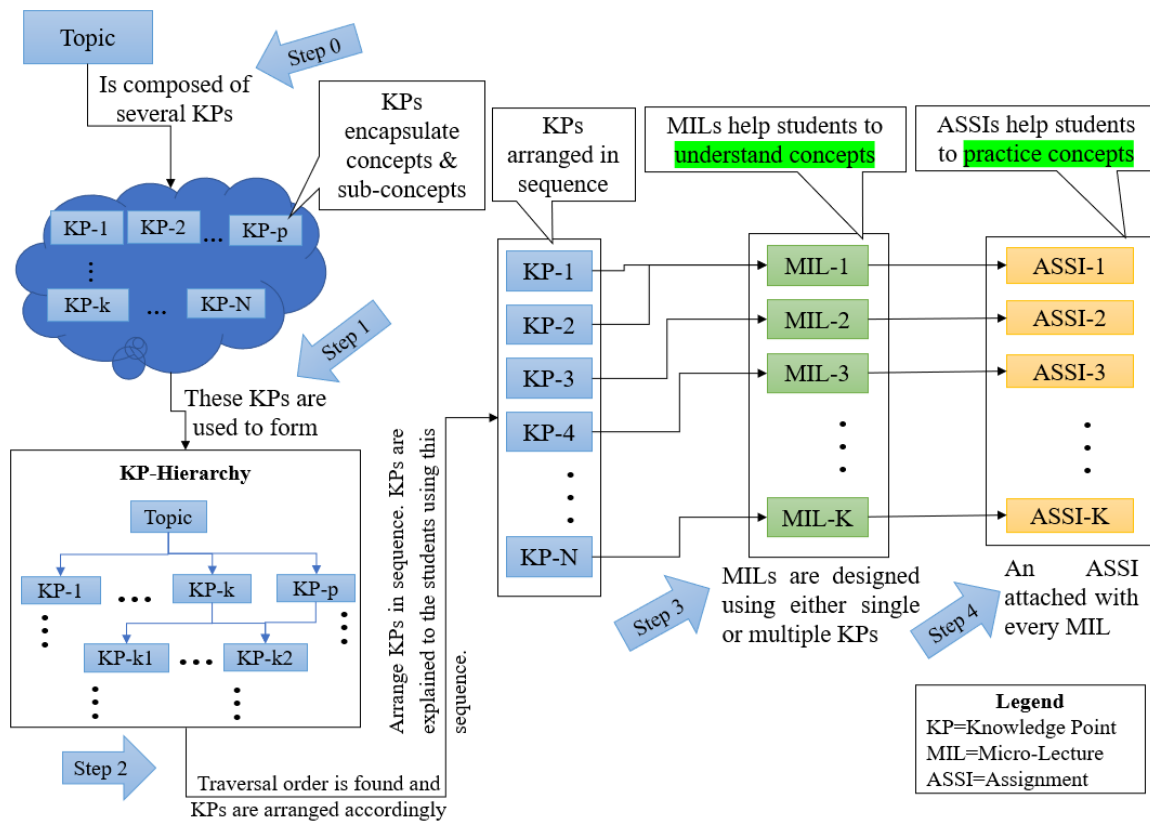 Topic
Step 0
Is composed of
several KPs
KPs
encapsulate
concepts &
sub-concepts
KP-1
KP-2
...
KP-p
...
KP-k
...
KP-N
Step 1
These KPs are
used to form
KP-Hierarchy
Topic
KP-1
...
KP-k
KP-p
...
...
KP-k1
...
KP-k2
...
...
Step 2
Traversal order is found and
KPs are arranged accordingly
Arrange KPs in sequence. KPs are
explained to the students using this
sequence.
KPs
arranged in
sequence
KP-1
KP-2
KP-3
KP-4
...
KP-N
Step 3
MILs help students to
understand concepts
MIL-1
MIL-2
MIL-3
...
MIL-K
MILs are designed
using either single
or multiple KPs
Step 4
ASSIs help students
to practice concepts
ASSI-1
ASSI-2
ASSI-3
...
ASSI-K
An ASSI
attached with
every MIL
Legend
KP=Knowledge Point
MIL=Micro-Lecture
ASSI=Assignment